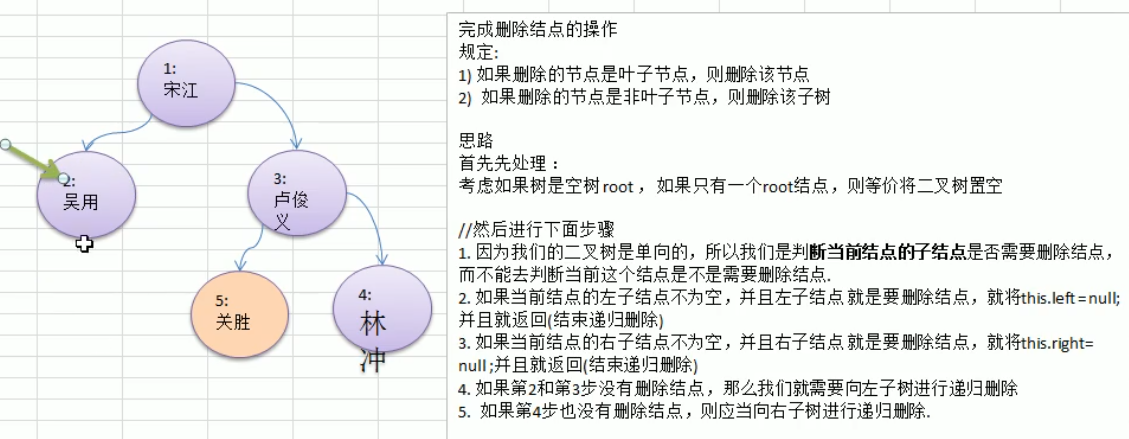 1:
宋江
2:
吴用
3:
卢俊
义
5:
关胜
4:
林
冲
完成删除结点的操作
规定:
1) 如果删除的节点是叶子节点，则删除该节点
2) 如果删除的节点是非叶子节点，则删除该子树
思路
首先先处理：
考虑如果树是空树root ，如果只有一个root结点，则等价将二叉树置空
//然后进行下面步骤
1. 因为我们的二叉树是单向的，所以我们是判断当前结点的子结点是否需要删除结点，
而不能去判断当前这个结点是不是需要删除结点.
2. 如果当前结点的左子结点不为空，并且左子结点 就是要删除结点，就将this.left = null;
并且就返回(结束递归删除)
3. 如果当前结点的右子结点不为空，并且右子结点 就是要删除结点，就将this.right=
null ;并且就返回(结束递归删除)
4. 如果第2和第3步没有删除结点，那么我们就需要向左子树进行递归删除
5. 如果第4步也没有删除结点，则应当向右子树进行递归删除.